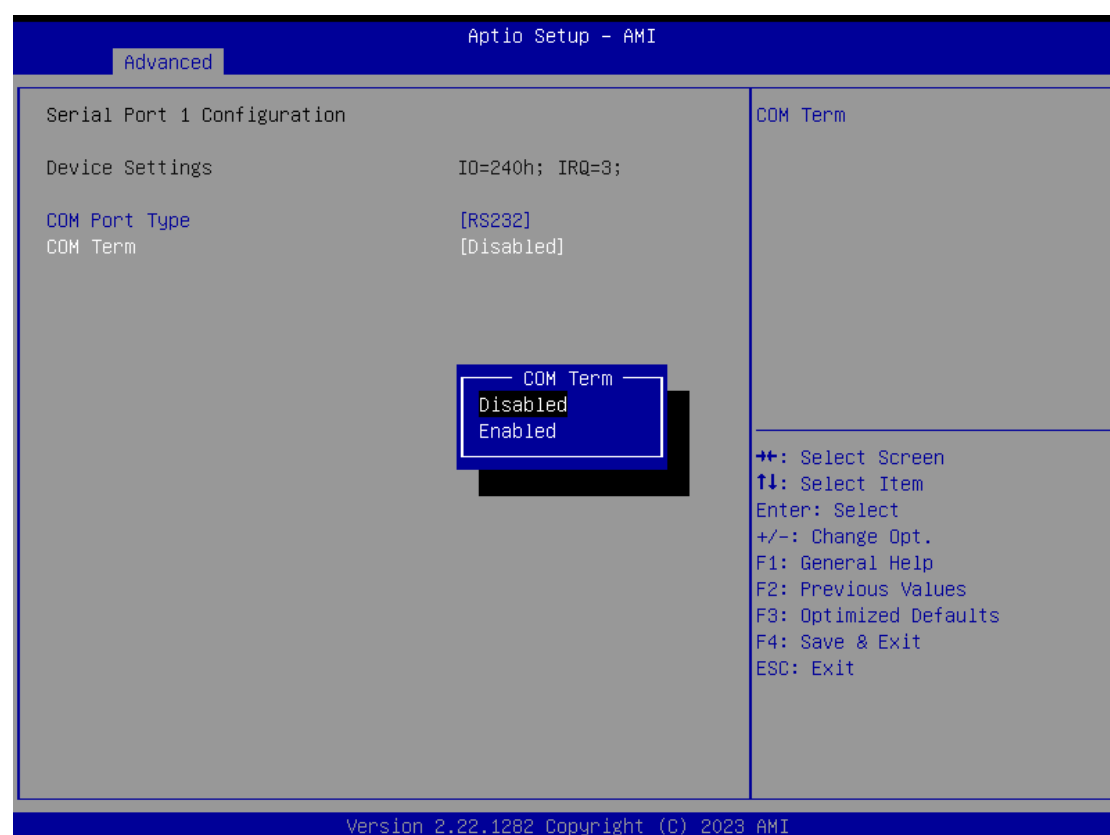 Aptio Setup - AMI
Advanced
Serial Port 1 Configuration
Device Settings IO=240h; IRQ=3;
COM Port Type [RS232]
COM Term [Disabled]
COM Term
Disabled
Enabled
COM Term
→←: Select Screen
↑↓: Select Item
Enter: Select
+/-: Change Opt.
F1: General Help
F2: Previous Values
F3: Optimized Defaults
F4: Save & Exit
ESC: Exit
Version 2.22.1282 Copyright (C) 2023 AMI